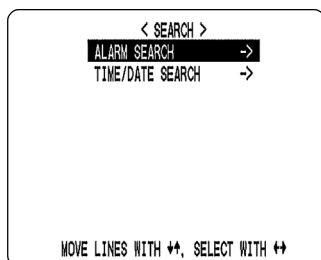 < SEARCH >
ALARM SEARCH ->
TIME/DATE SEARCH ->
MOVE LINES WITH ↓↑, SELECT WITH ←→